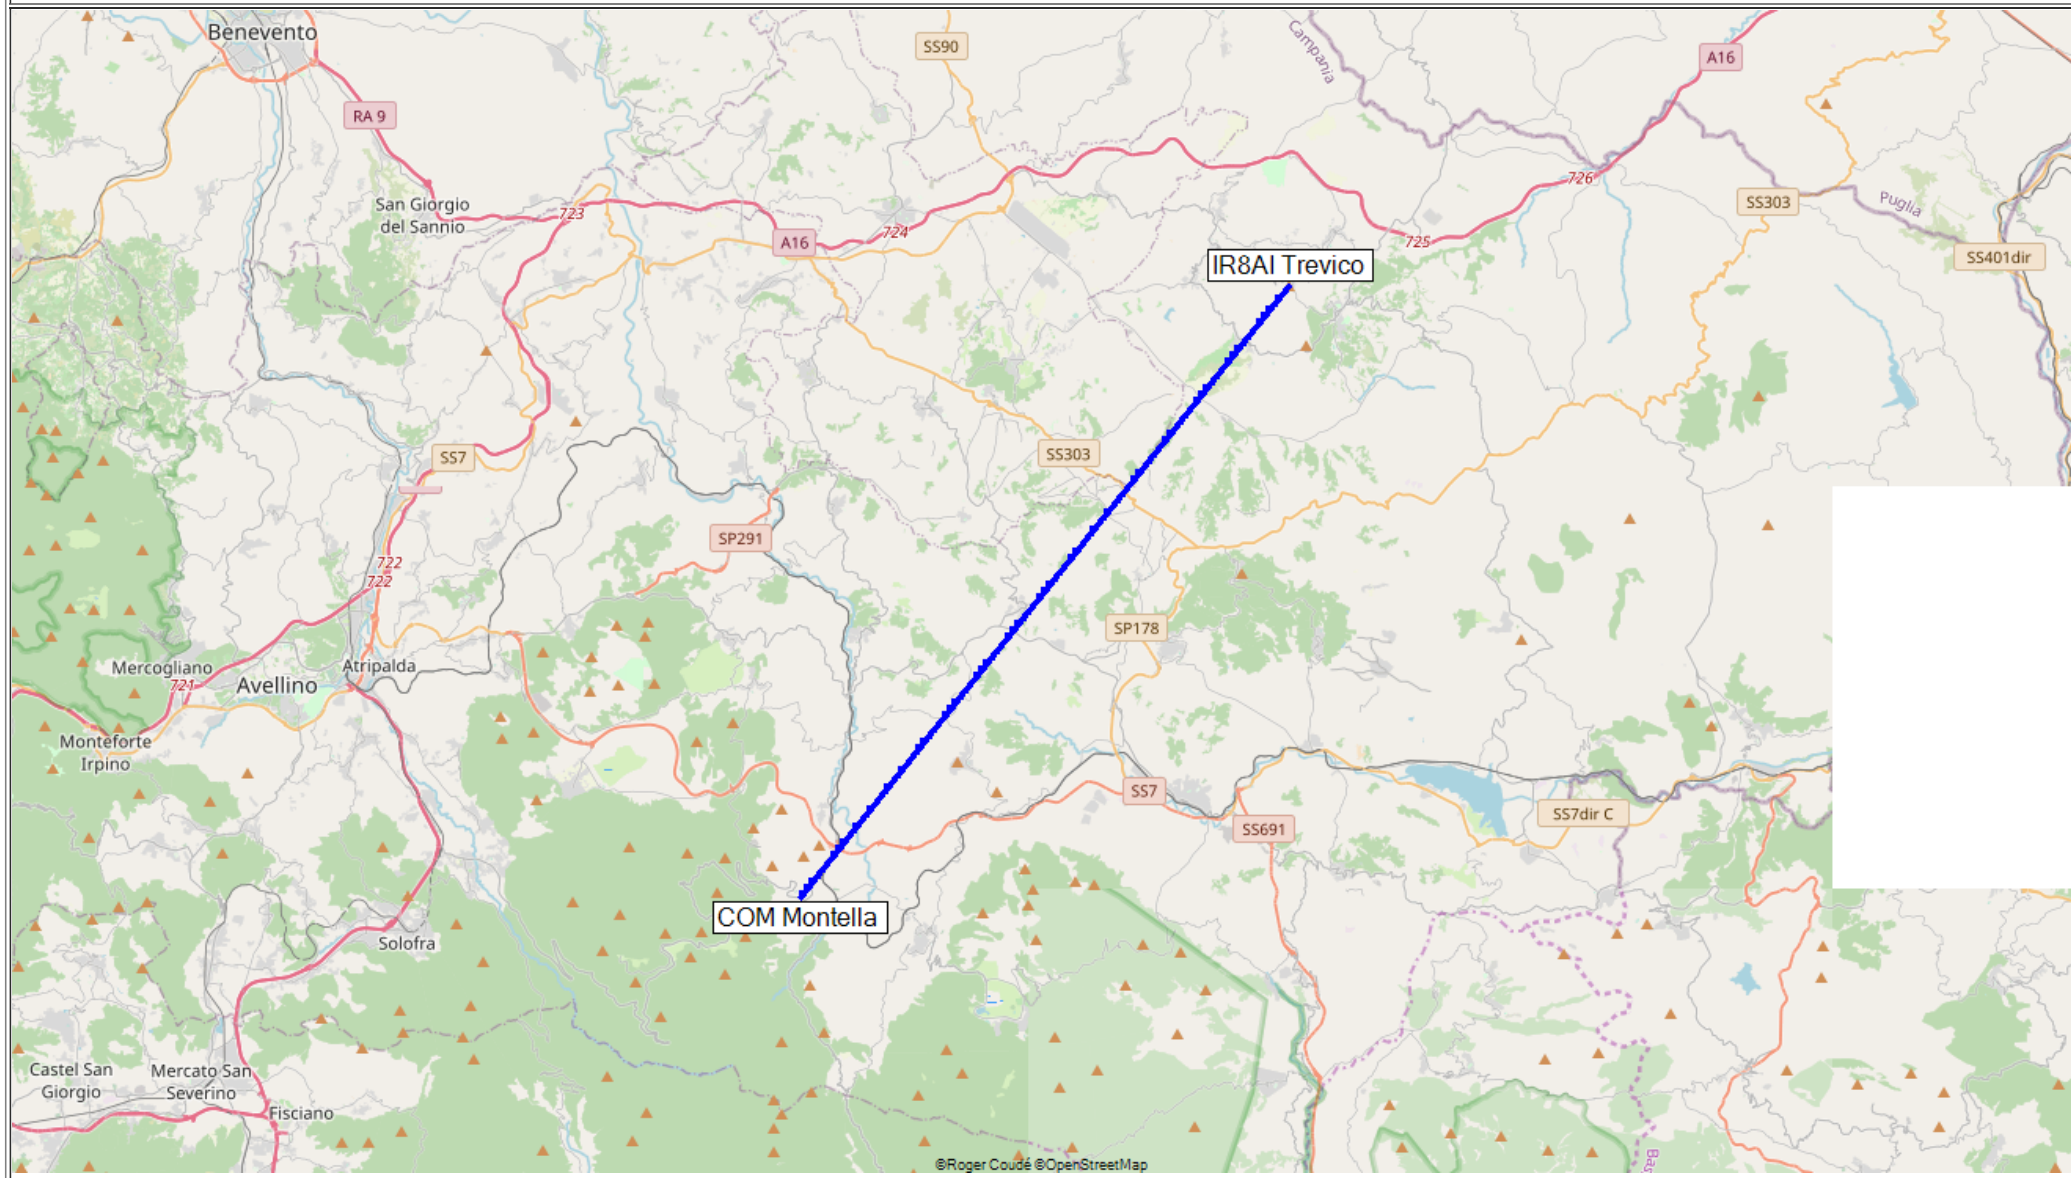 Benevento
SS90
Campania
A16
RA 9
San Giorgio
del Sannio
723
A16
724
726
SS303
Puglia
725
SS401dir
IR8AI Trevico
SS7
SS303
SP291
722
722
SP178
Mercogliano
721
Avellino
Atripalda
Monteforte
Irpino
SS7
SS7dir C
SS691
COM Montella
Solofra
Castel San
Giorgio
Mercato San
Severino
Fisciano
Bas
©Roger Coudé ©OpenStreetMap